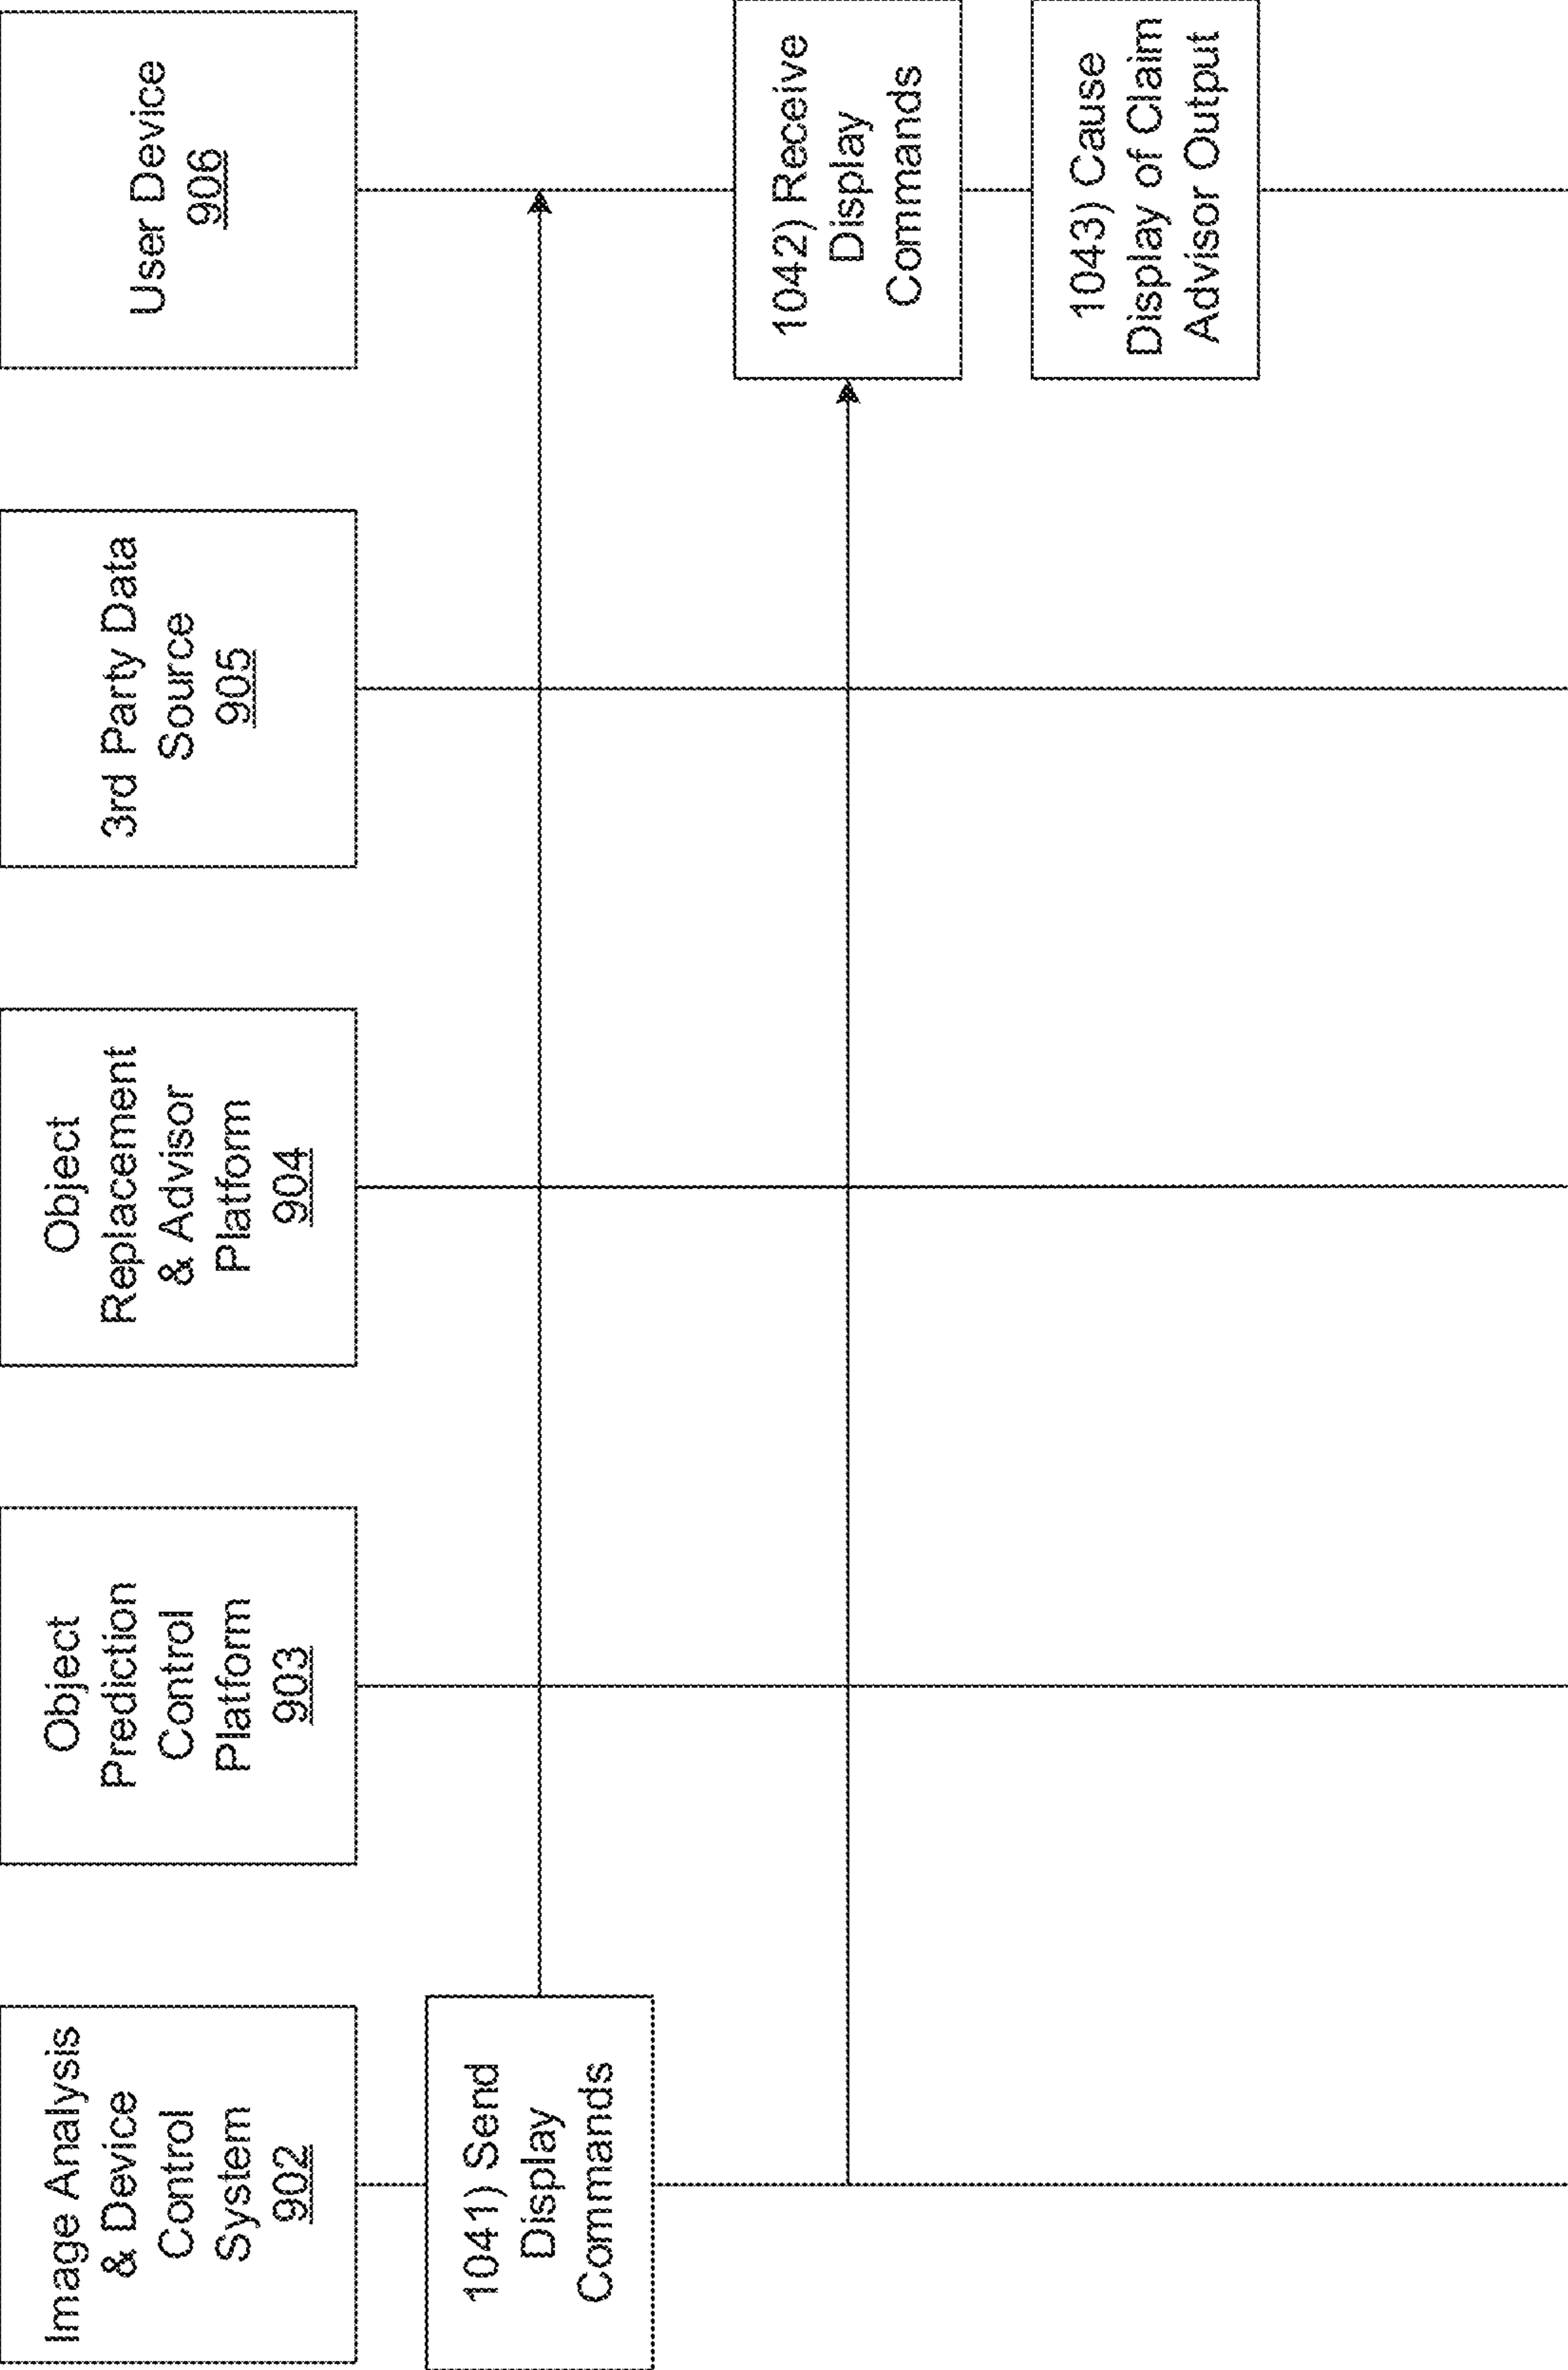 Image Analysis
& Device
Control
System
902
Object
Prediction
Control
Platform
903
Object
Replacement
& Advisor
Platform
904
3rd Party Data
Source
905
User Device
906
1041) Send
Display
Commands
1042) Receive
Display
Commands
1043) Cause
Display of Claim
Advisor Output